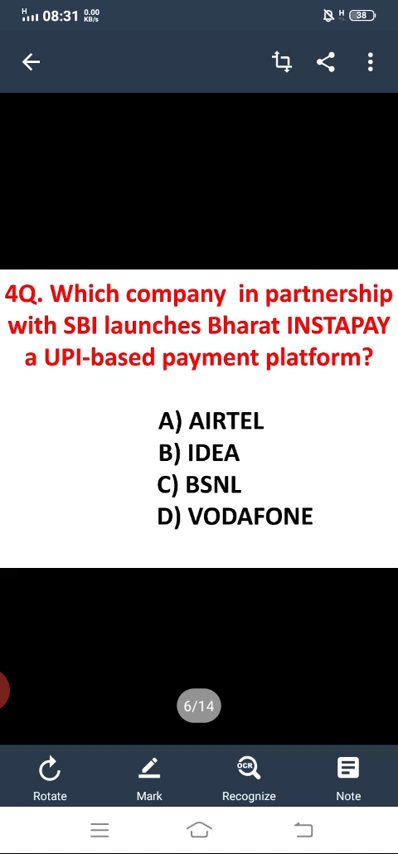 H 08:31 0.00 KB/s H 38
4Q. Which company in partnership
with SBI launches Bharat INSTAPAY
a UPI-based payment platform?
A) AIRTEL
B) IDEA
C) BSNL
D) VODAFONE
6/14
OCR
Rotate Mark Recognize Note